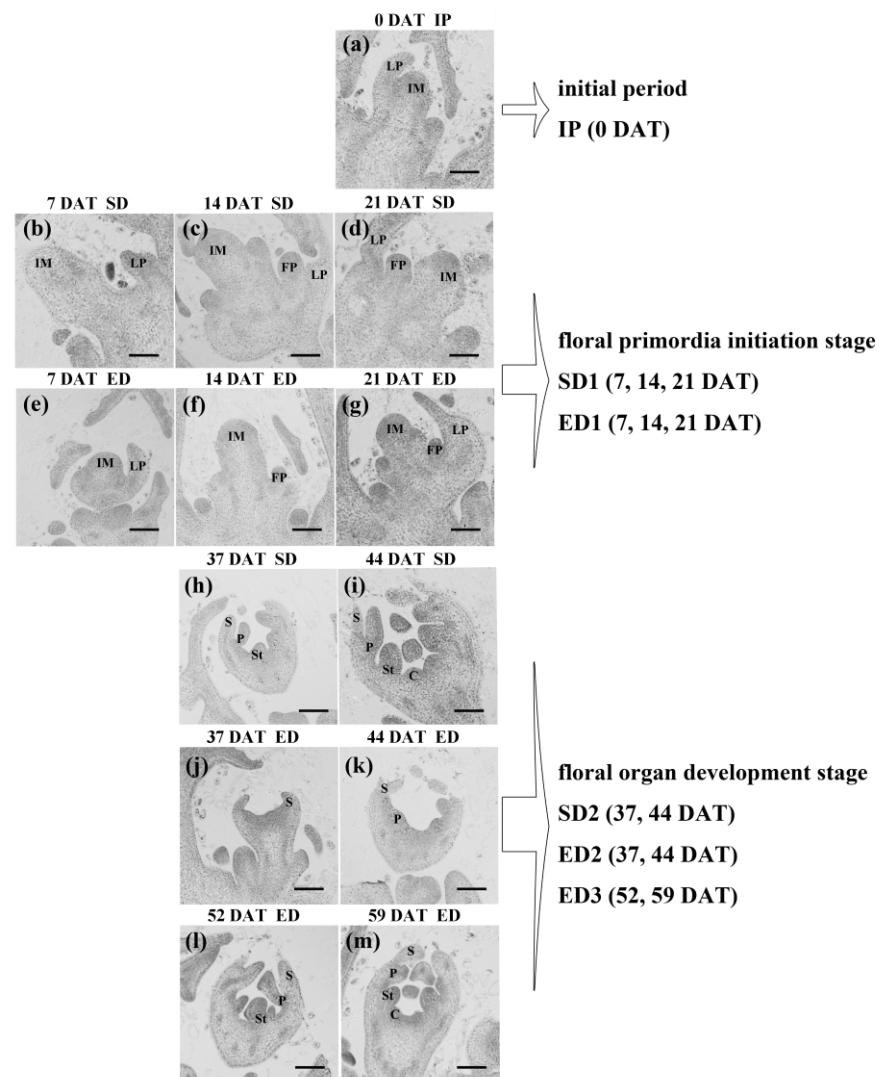 0 DAT IP
(a)
LP
IM
initial period
IP (0 DAT)
7 DAT SD 14 DAT SD 21 DAT SD
(b) (c) (d)
IM LP
IM FP LP
LP FP IM
7 DAT ED 14 DAT ED 21 DAT ED
(e) (f) (g)
IM LP
IM FP
IM FP LP
floral primordia initiation stage
SD1 (7, 14, 21 DAT)
ED1 (7, 14, 21 DAT)
37 DAT SD 44 DAT SD
(h) (i)
S P St
S P St C
37 DAT ED 44 DAT ED
(j) (k)
S
S P
52 DAT ED 59 DAT ED
(l) (m)
S P St
S P St C
floral organ development stage
SD2 (37, 44 DAT)
ED2 (37, 44 DAT)
ED3 (52, 59 DAT)